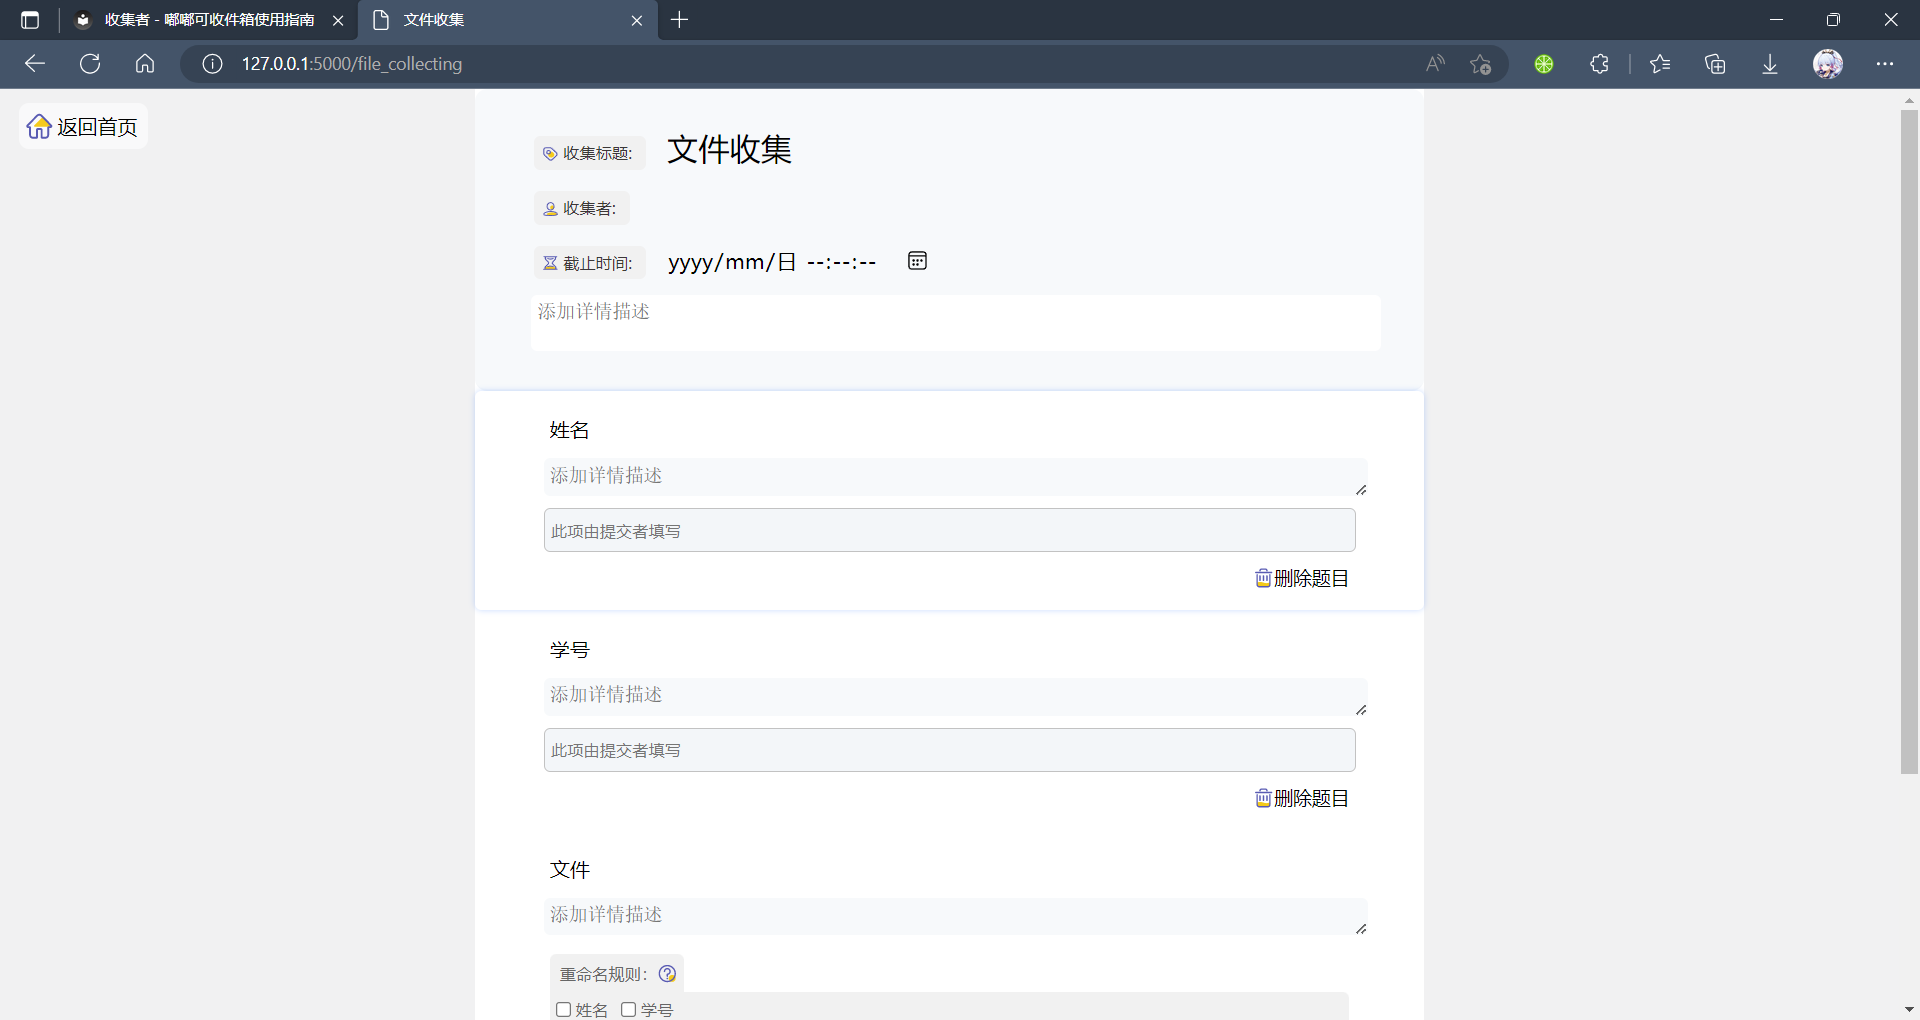 收集者 - 嘟嘟可收件箱使用指南
文件收集
127.0.0.1:5000/file_collecting
返回首页
收集标题: 文件收集
收集者:
截止时间: yyyy/mm/日 --:--:--
添加详情描述
姓名
添加详情描述
此项由提交者填写
删除题目
学号
添加详情描述
此项由提交者填写
删除题目
文件
添加详情描述
重命名规则:
姓名 学号